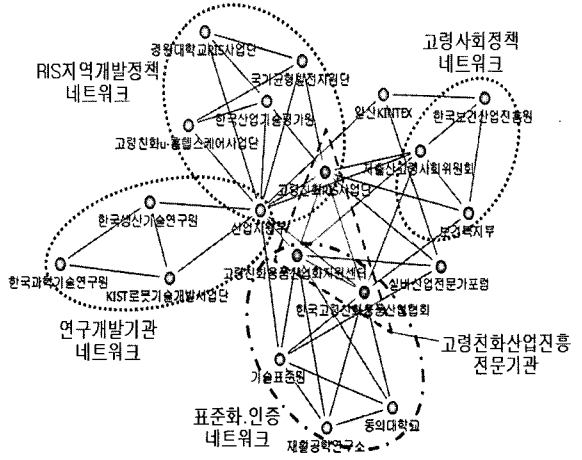 경원대학교RIS사업단
고령사회정책
네트워크
RIS지역개발정책
네트워크
국가균형발전지원단
한국산업기술평가원
일산KINTEX
한국보건산업진흥원
고령친화u-홈헬스케어사업단
저출산고령사회위원회
고령친화RIS사업단
한국생산기술연구원
산업자원부
보건복지부
한국과학기술연구원
KIST로봇기술개발사업단
고령친화용품산업화지원센터
실버산업전문가포럼
한국고령친화용품산업협회
연구개발기관
네트워크
고령친화산업진흥
전문기관
기술표준원
표준화.인증
네트워크
동의대학교
재활공학연구소